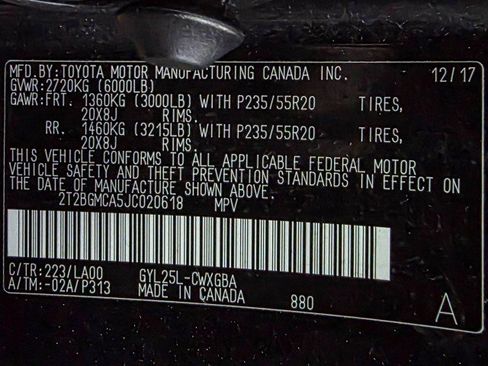 MFD.BY:TOYOTA MOTOR MANUFACTURING CANADA INC. 12/17
GVWR:2720KG (6000LB)
GAWR:FRT. 1360KG (3000LB) WITH P235/55R20 TIRES,
20X8J RIMS.
RR. 1460KG (3215LB) WITH P235/55R20 TIRES,
20X8J RIMS.
THIS VEHICLE CONFORMS TO ALL APPLICABLE FEDERAL MOTOR
VEHICLE SAFETY AND THEFT PREVENTION STANDARDS IN EFFECT ON
THE DATE OF MANUFACTURE SHOWN ABOVE.
2T2BGMCA5JC020618 MPV
C/TR:223/LA00 GYL25L-CWXGBA
A/TM:-02A/P313 MADE IN CANADA 880 A